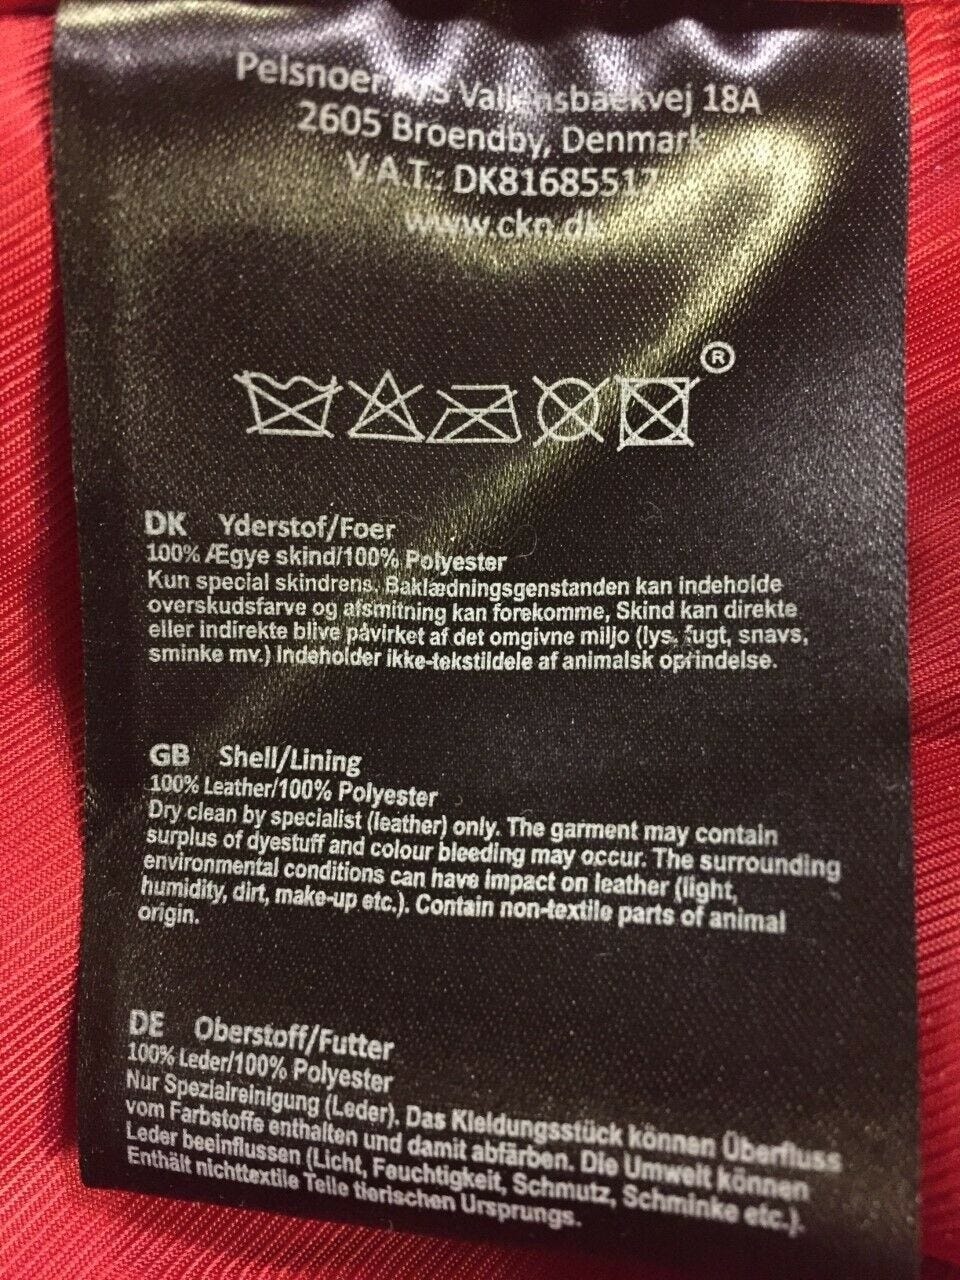 Pelsnoer A/S Vallensbaekvej 18A
2605 Broendby, Denmark
V.A.T.: DK81685517
www.ckn.dk
®
DK Yderstof/Foer
100% Ægye skind/100% Polyester
Kun special skindrens. Baklædningsgenstanden kan indeholde
overskudsfarve og afsmitning kan forekomme, Skind kan direkte
eller indirekte blive påvirket af det omgivne miljo (lys. fugt, snavs,
sminke mv.) Indeholder ikke-tekstildele af animalsk oprindelse.
GB Shell/Lining
100% Leather/100% Polyester
Dry clean by specialist (leather) only. The garment may contain
surplus of dyestuff and colour bleeding may occur. The surrounding
environmental conditions can have impact on leather (light,
humidity, dirt, make-up etc.). Contain non-textile parts of animal
origin.
DE Oberstoff/Futter
100% Leder/100% Polyester
Nur Spezialreinigung (Leder). Das Kleidungsstück können Überfluss
vom Farbstoffe enthalten und damit abfärben. Die Umwelt können
Leder beeinflussen (Licht, Feuchtigkeit, Schmutz, Schminke etc.).
Enthält nichttextile Teile tierischen Ursprungs.